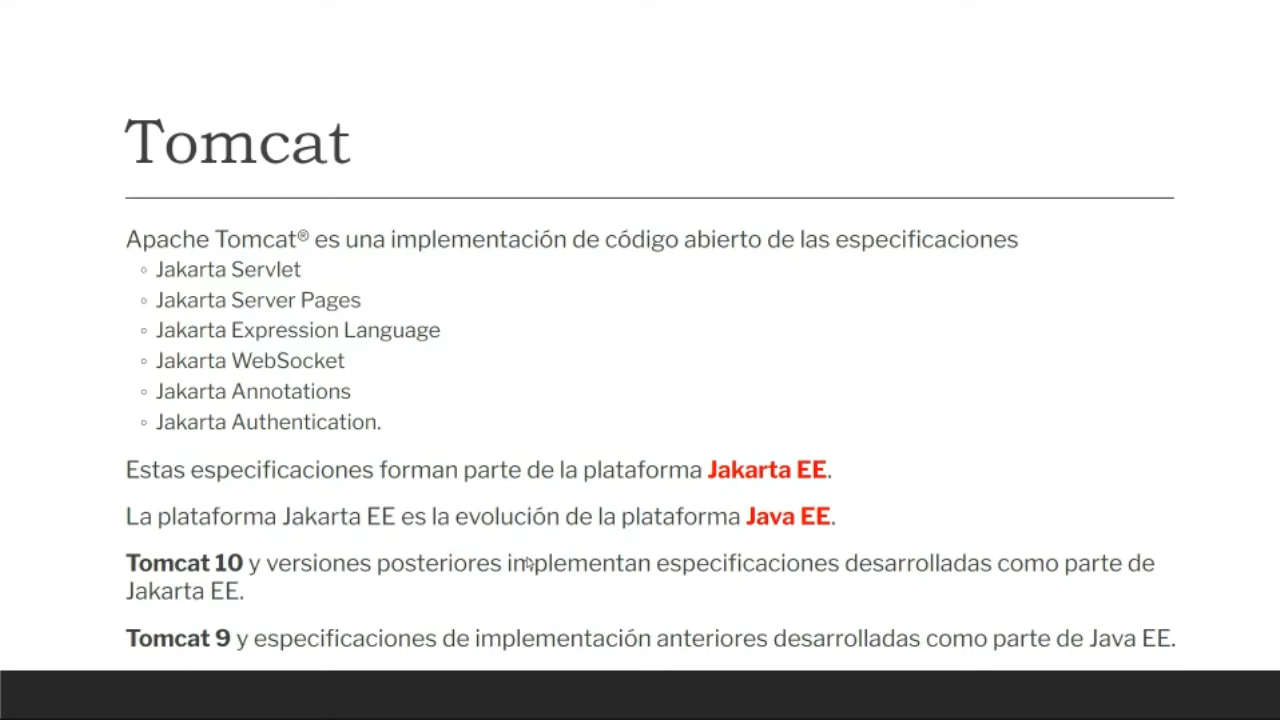 Tomcat
Apache Tomcat® es una implementación de código abierto de las especificaciones
◦ Jakarta Servlet
◦ Jakarta Server Pages
◦ Jakarta Expression Language
◦ Jakarta WebSocket
◦ Jakarta Annotations
◦ Jakarta Authentication.
Estas especificaciones forman parte de la plataforma Jakarta EE.
La plataforma Jakarta EE es la evolución de la plataforma Java EE.
Tomcat 10 y versiones posteriores implementan especificaciones desarrolladas como parte de
Jakarta EE.
Tomcat 9 y especificaciones de implementación anteriores desarrolladas como parte de Java EE.